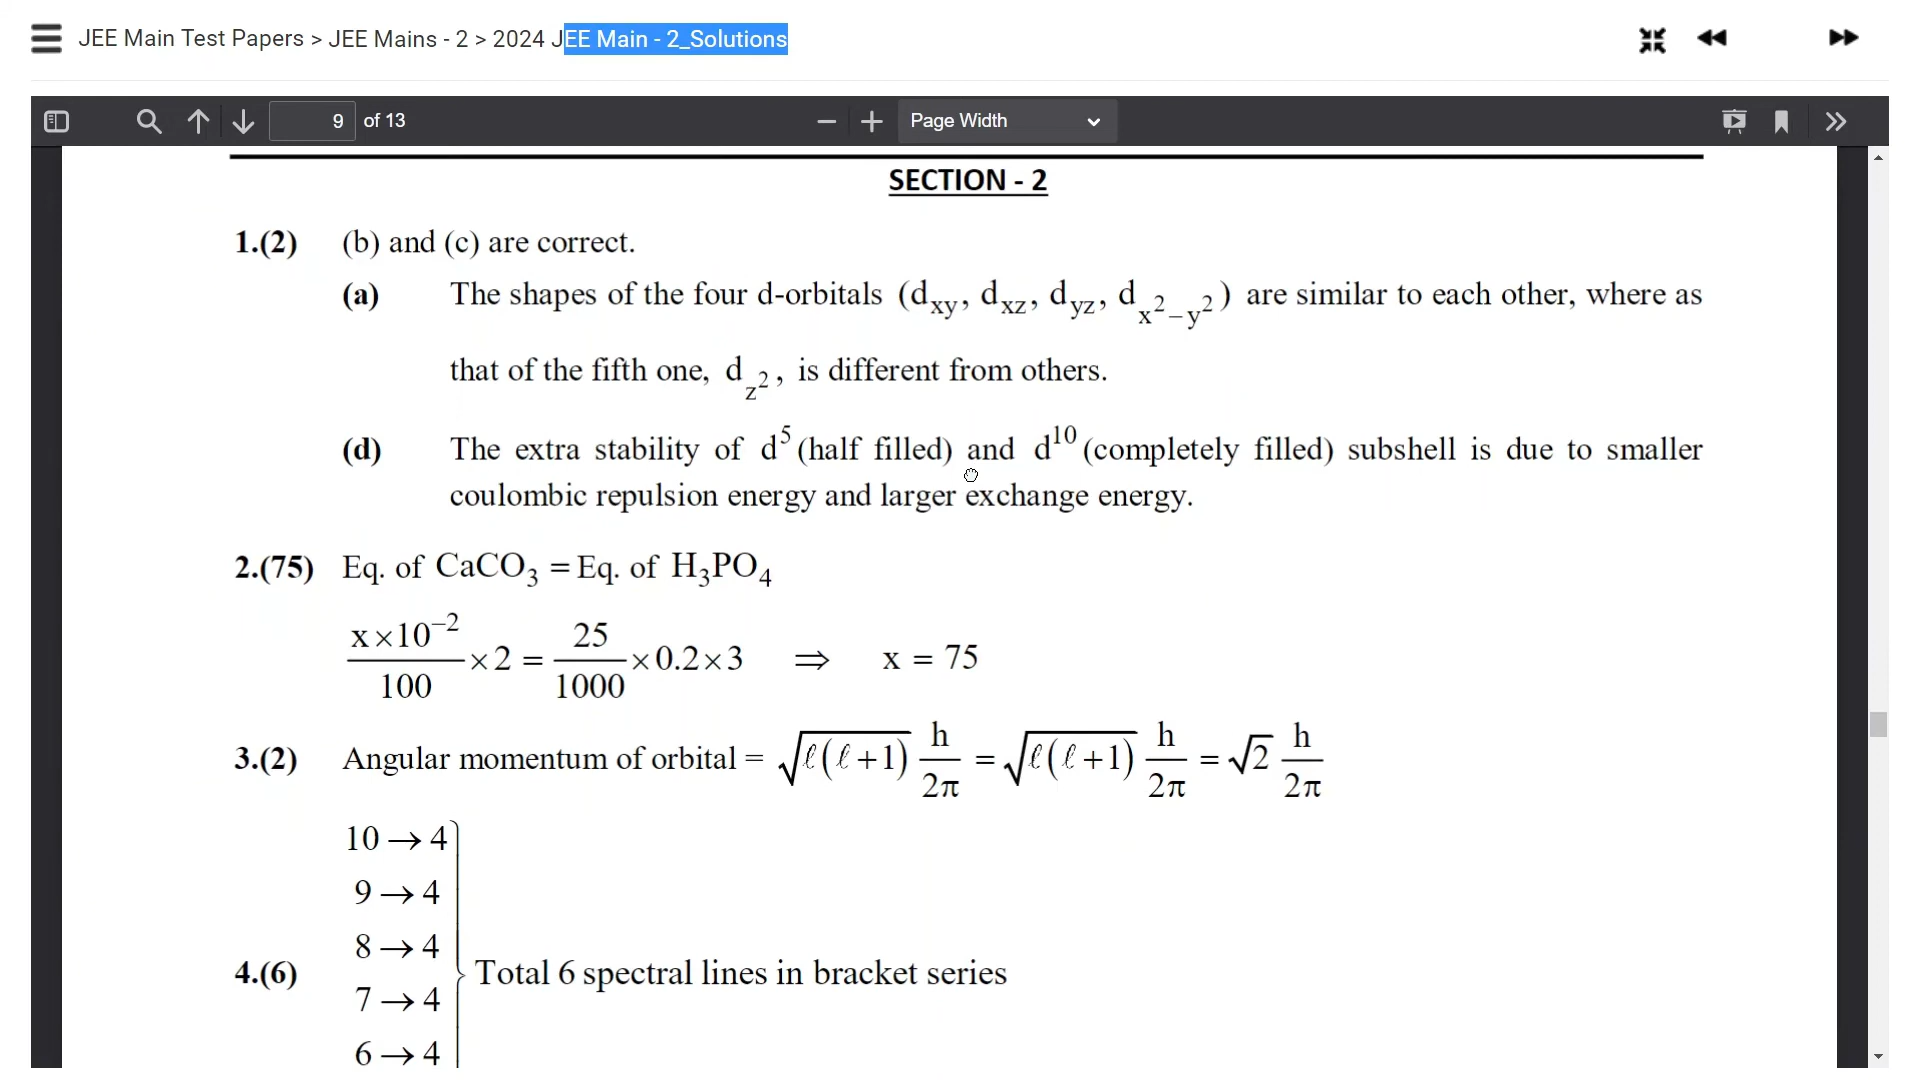 JEE Main Test Papers > JEE Mains - 2 > 2024 JEE Main - 2_Solutions
9 of 13 Page Width
SECTION - 2
1.(2) (b) and (c) are correct.
(a) The shapes of the four d-orbitals (d_xy, d_xz, d_yz, d_x²−y²) are similar to each other, where as
that of the fifth one, d_z², is different from others.
(d) The extra stability of d⁵ (half filled) and d¹⁰ (completely filled) subshell is due to smaller
coulombic repulsion energy and larger exchange energy.
2.(75) Eq. of CaCO₃ = Eq. of H₃PO₄
x×10⁻²/100 ×2 = 25/1000 ×0.2×3 ⇒ x = 75
3.(2) Angular momentum of orbital = √ℓ(ℓ+1) h/2π = √ℓ(ℓ+1) h/2π = √2 h/2π
10 → 4
9 → 4
8 → 4
4.(6) Total 6 spectral lines in bracket series
7 → 4
6 → 4